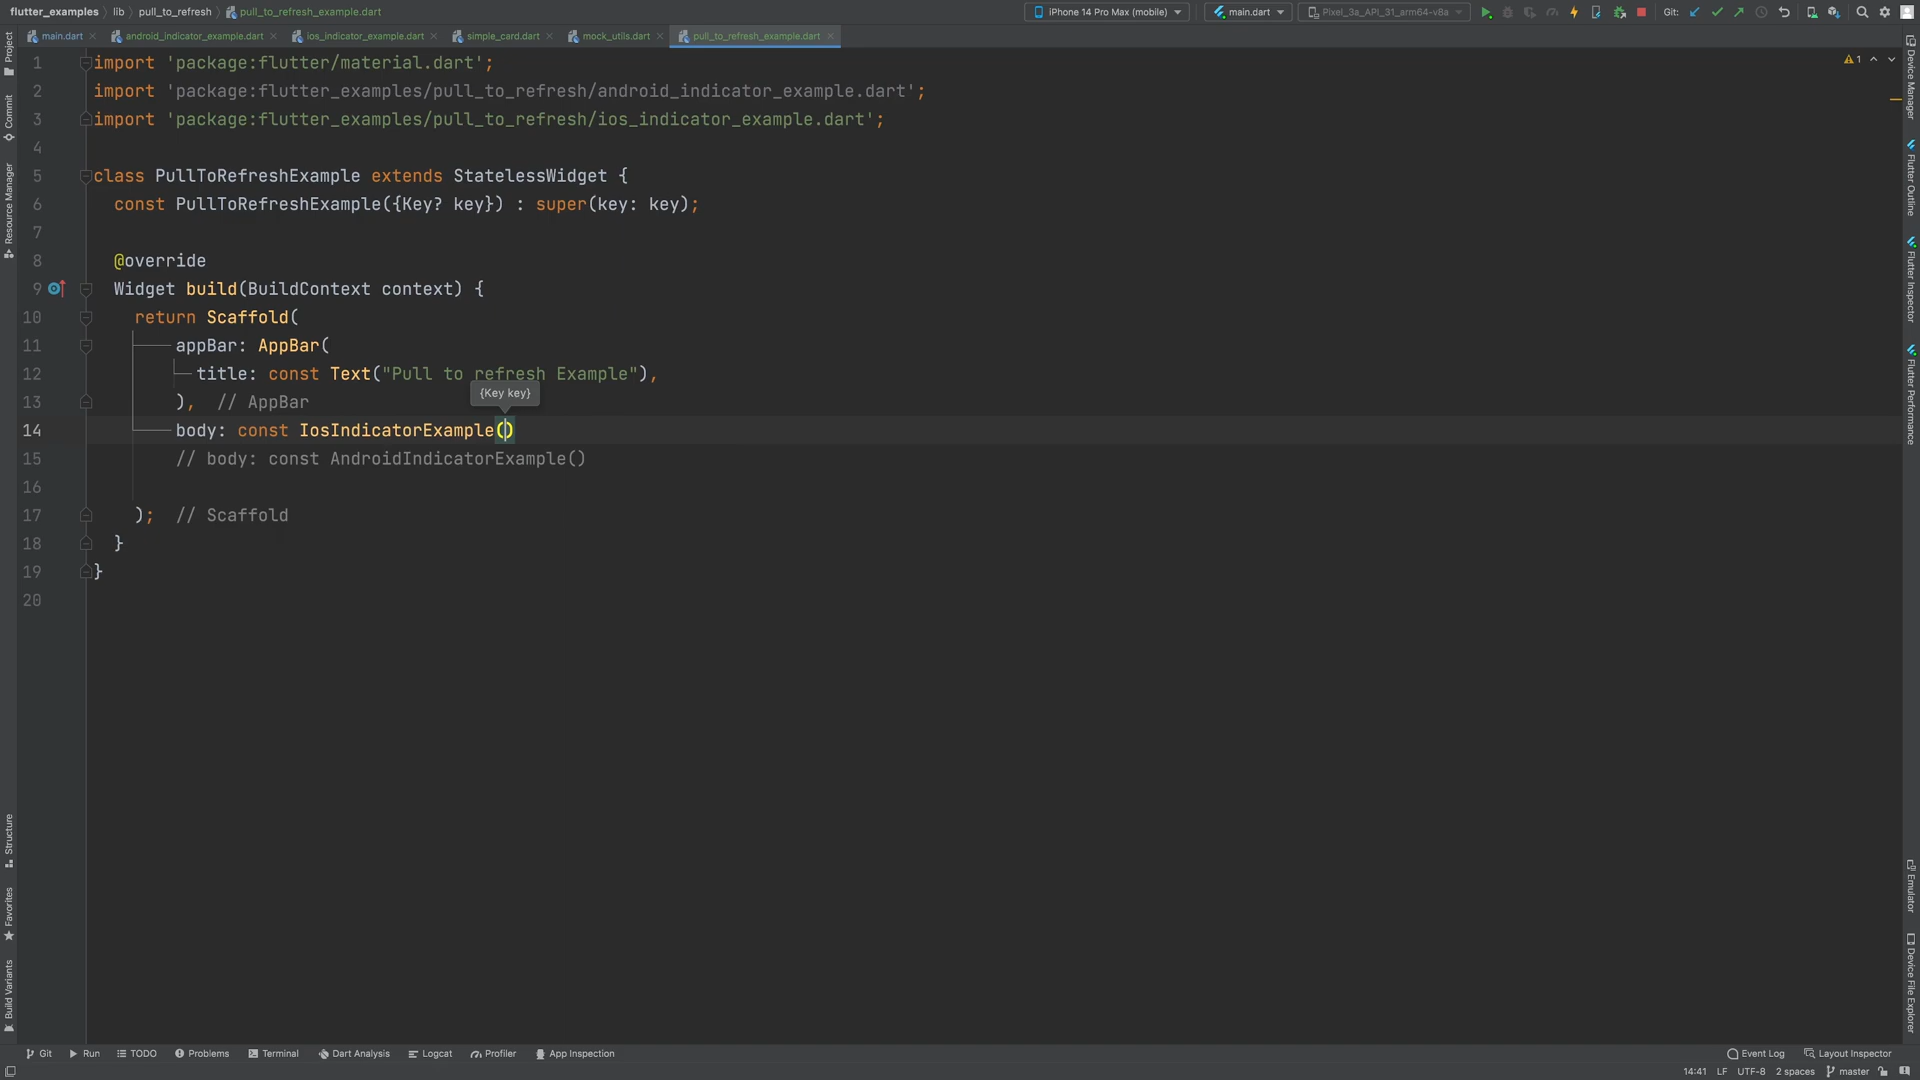 flutter_examples lib pull_to_refresh pull_to_refresh_example.dart
iPhone 14 Pro Max (mobile) main.dart Pixel_3a_API_31_arm64-v8a Git:
main.dart android_indicator_example.dart ios_indicator_example.dart simple_card.dart mock_utils.dart pull_to_refresh_example.dart
1 import 'package:flutter/material.dart';
2 import 'package:flutter_examples/pull_to_refresh/android_indicator_example.dart';
3 import 'package:flutter_examples/pull_to_refresh/ios_indicator_example.dart';
4
5 class PullToRefreshExample extends StatelessWidget {
6 const PullToRefreshExample({Key? key}) : super(key: key);
7
8 @override
9 Widget build(BuildContext context) {
10 return Scaffold(
11 appBar: AppBar(
12 title: const Text("Pull to refresh Example"),
{Key key}
13 ), // AppBar
14 body: const IosIndicatorExample()
15 // body: const AndroidIndicatorExample()
16
17 ); // Scaffold
18 }
19 }
20
1
Project
Commit
Resource Manager
Structure
Favorites
Build Variants
Device Manager
Flutter Outline
Flutter Inspector
Flutter Performance
Emulator
Device File Explorer
Git Run TODO Problems Terminal Dart Analysis Logcat Profiler App Inspection Event Log Layout Inspector
14:41 LF UTF-8 2 spaces master